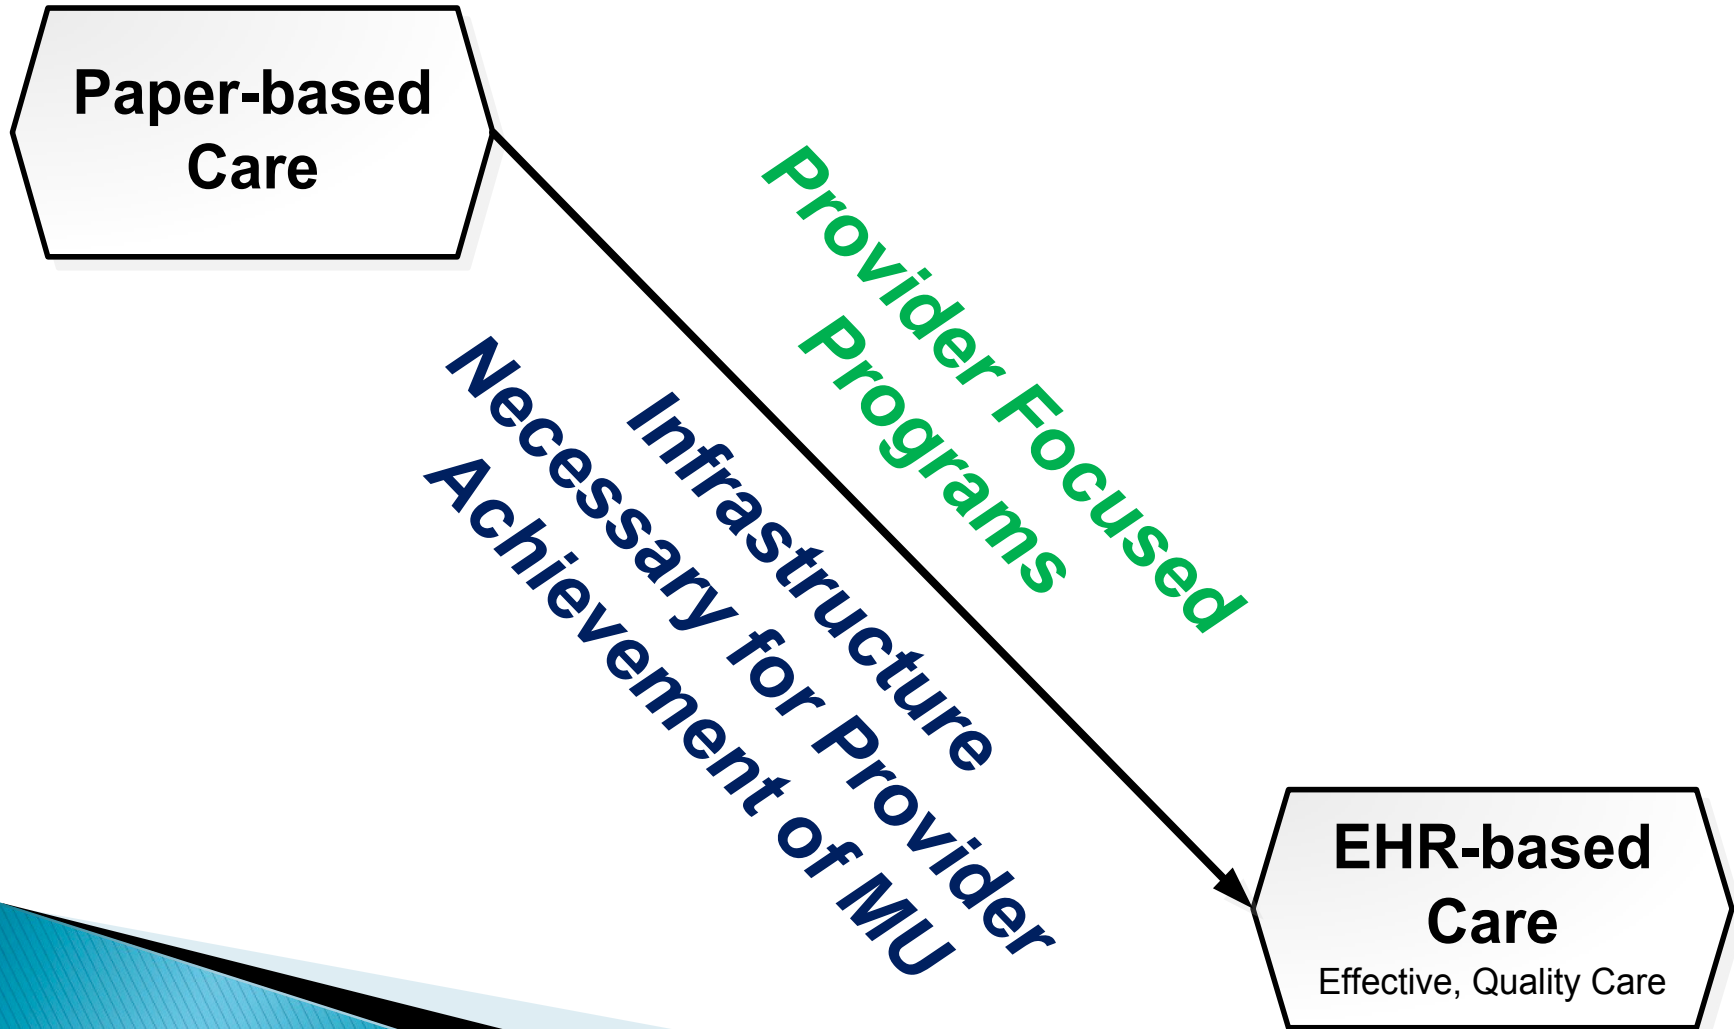 Paper-based
Care
Provider Focused
Programs
Infrastructure
Necessary for Provider
Achievement of MU
EHR-based
Care
Effective, Quality Care